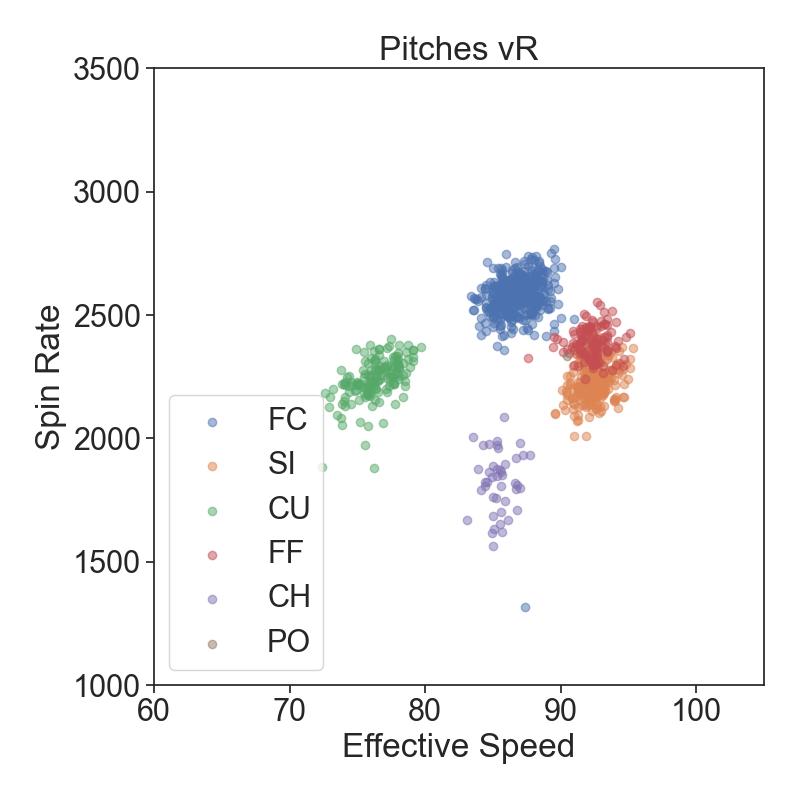 Pitches vR
3500
3000
2500
2000
1500
1000
Spin Rate
FC
SI
CU
FF
CH
PO
60 70 80 90 100
Effective Speed